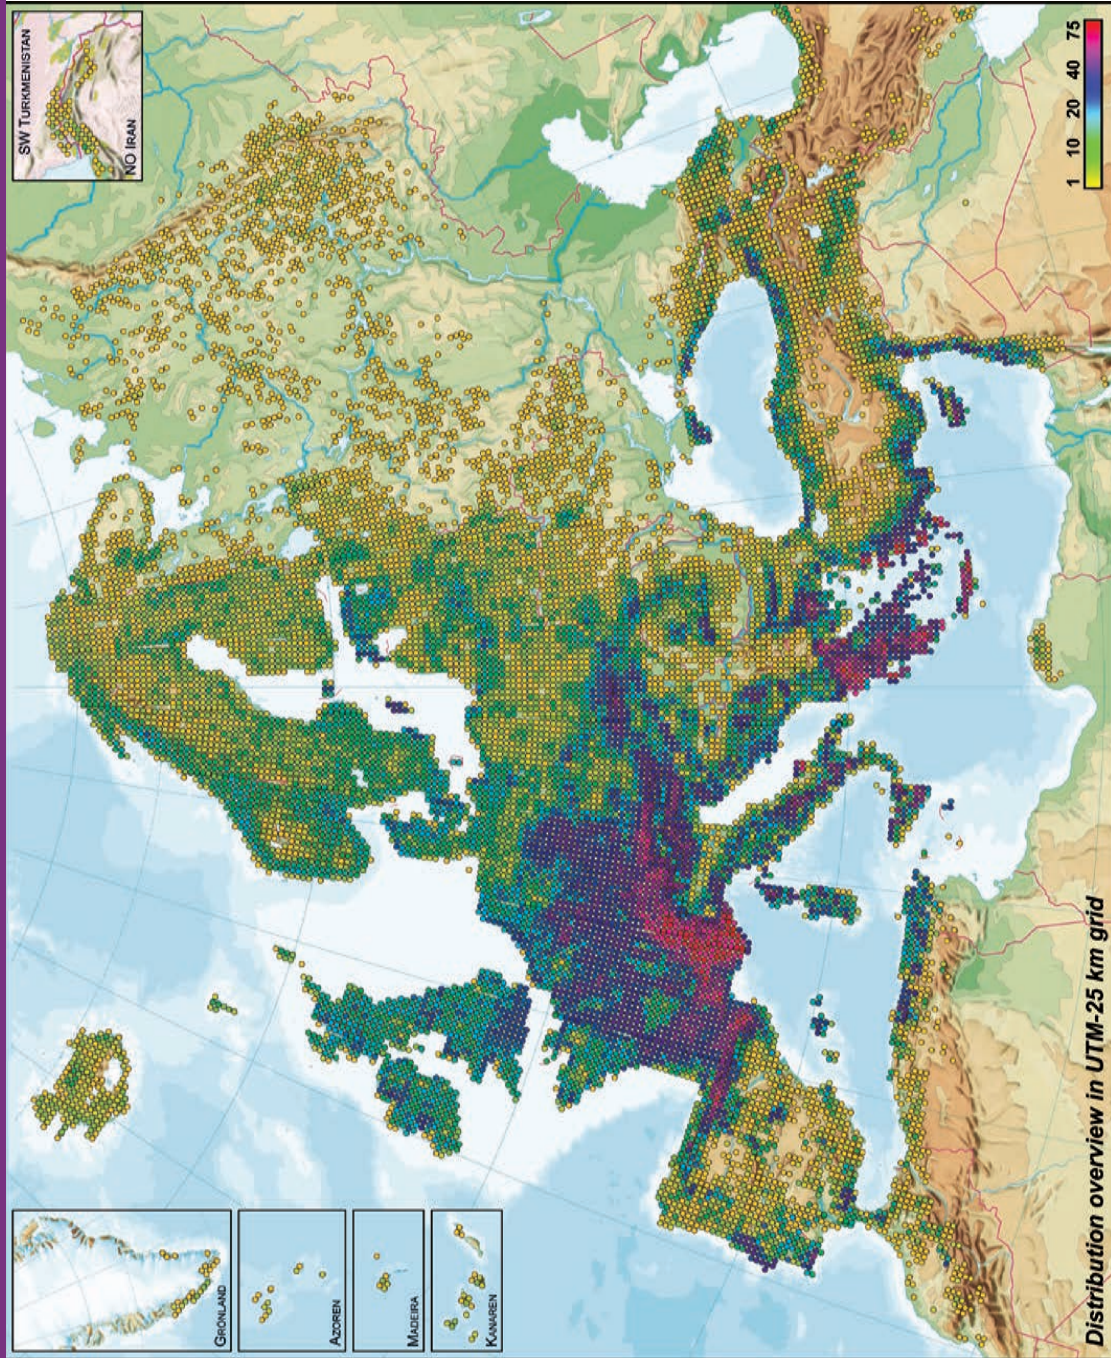 GRÖNLAND
AZOREN
MADEIRA
KANAREN
SW TURKMENISTAN
NO IRAN
Distribution overview in UTM-25 km grid
1 10 20 40 75